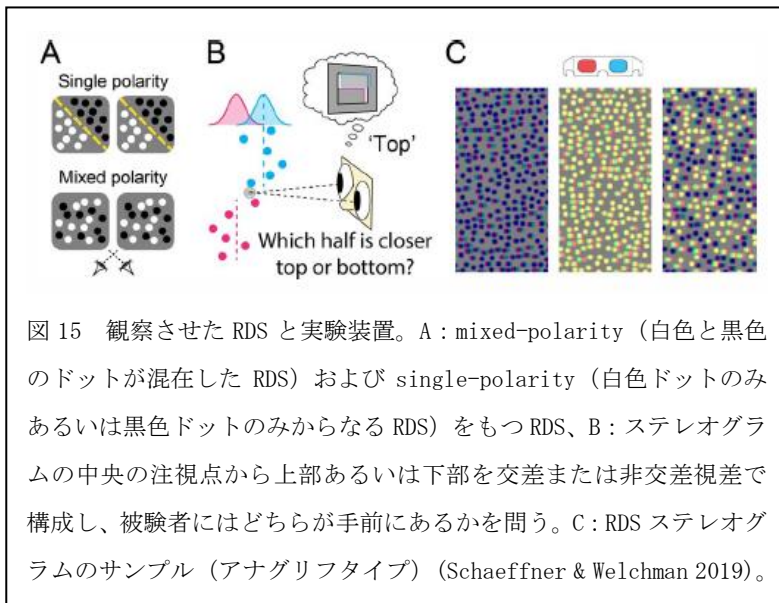 A
B
C
Single polarity
Mixed polarity
'Top'
Which half is closer
top or bottom?
図 15　観察させた RDS と実験装置。A：mixed-polarity（白色と黒色
のドットが混在した RDS）および single-polarity（白色ドットのみ
あるいは黒色ドットのみからなる RDS）をもつ RDS、B：ステレオグラ
ムの中央の注視点から上部あるいは下部を交差または非交差視差で
構成し、被験者にはどちらが手前にあるかを問う。C：RDS ステレオグ
ラムのサンプル（アナグリフタイプ）(Schaeffner & Welchman 2019)。